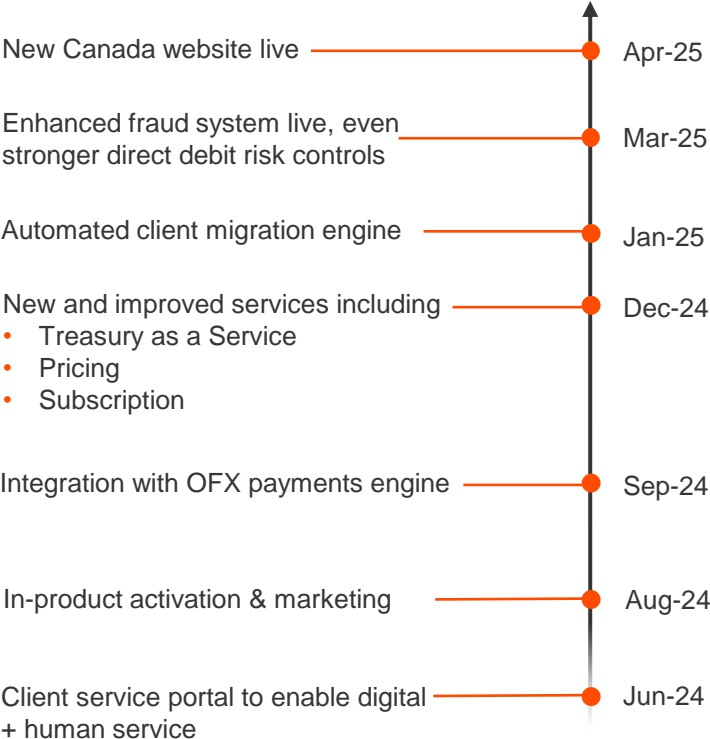 New Canada website live
Apr-25
Enhanced fraud system live, even
stronger direct debit risk controls
Mar-25
Automated client migration engine
Jan-25
New and improved services including
Dec-24
• Treasury as a Service
• Pricing
• Subscription
Integration with OFX payments engine
Sep-24
In-product activation & marketing
Aug-24
Client service portal to enable digital
+ human service
Jun-24